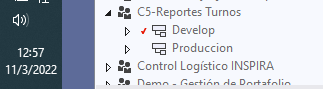 C5-Reportes Turnos
Develop
Produccion
Control Logístico INSPIRA
Demo - Gestión de Portafolio
12:57
11/3/2022